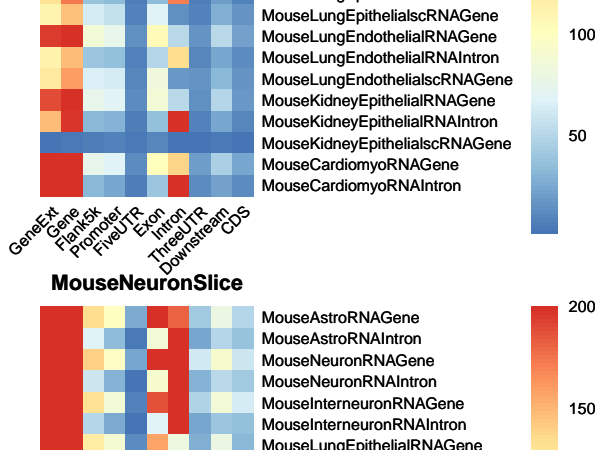 MouseLungEpithelialscRNAGene
100
MouseLungEndothelialRNAGene
MouseLungEndothelialRNAIntron
MouseLungEndothelialscRNAGene
MouseKidneyEpithelialRNAGene
MouseKidneyEpithelialRNAIntron
50
MouseKidneyEpithelialscRNAGene
MouseCardiomyoRNAGene
MouseCardiomyoRNAIntron
GeneExt
Gene
Flank5k
Promoter
FiveUTR
Exon
Intron
ThreeUTR
Downstream
CDS
MouseNeuronSlice
200
MouseAstroRNAGene
MouseAstroRNAIntron
MouseNeuronRNAGene
MouseNeuronRNAIntron
MouseInterneuronRNAGene
150
MouseInterneuronRNAIntron
MouseLungEpithelialRNAGene